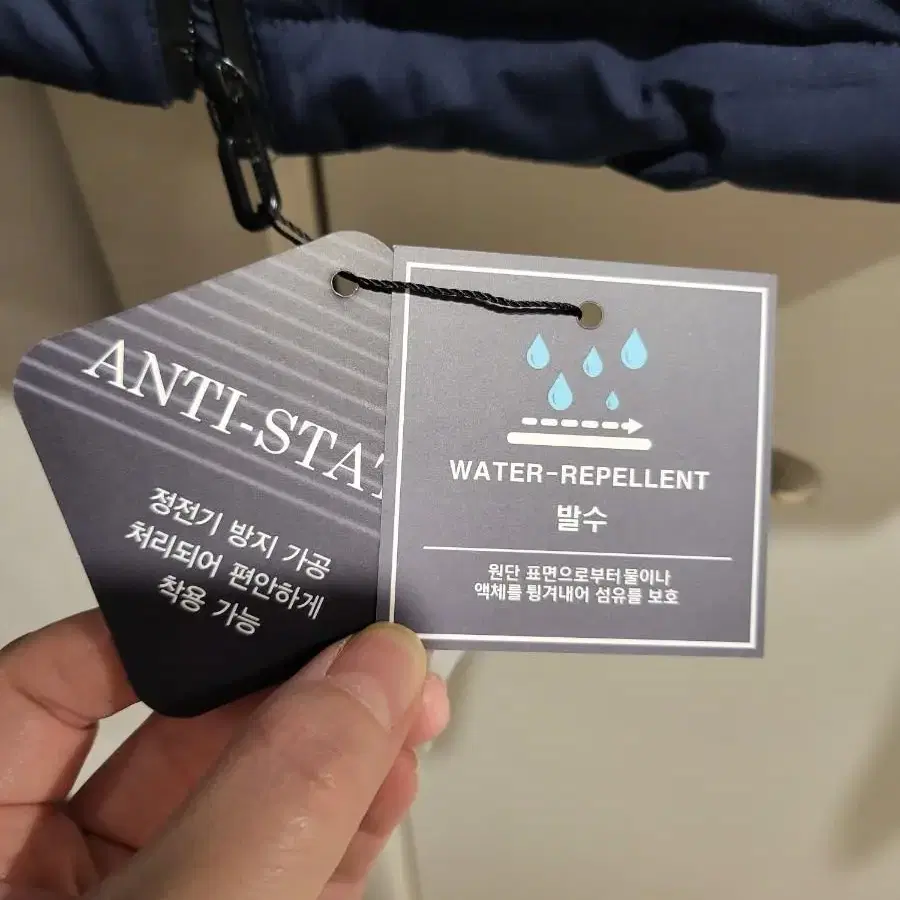 ANTI-STAT
정전기 방지 가공
처리되어 편안하게
착용 가능
WATER-REPELLENT
발수
원단 표면으로부터 물이나
액체를 튕겨내어 섬유를 보호